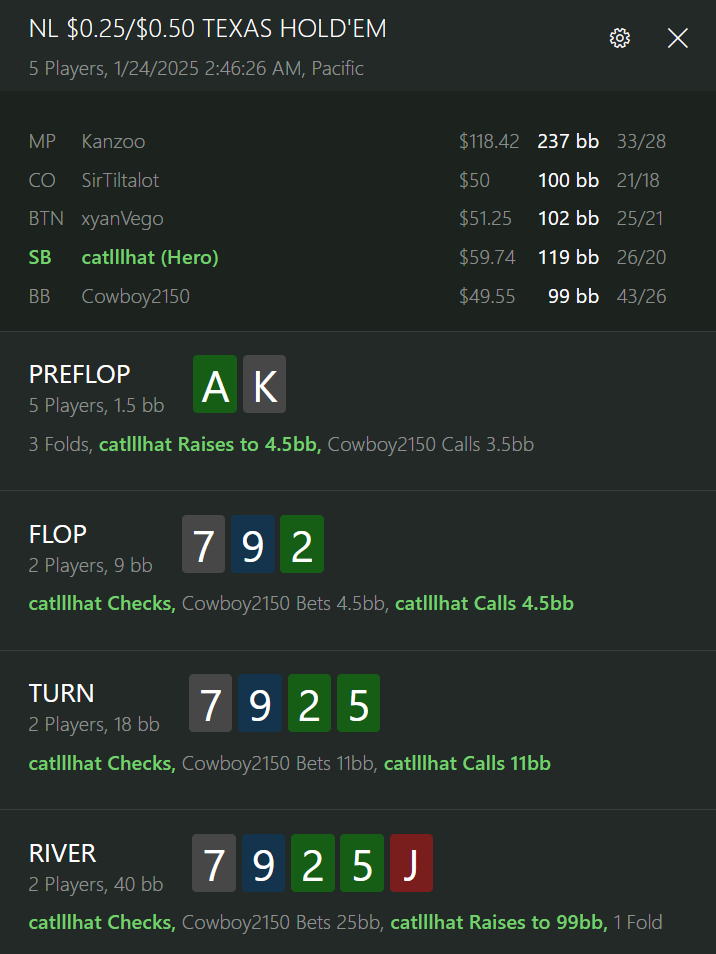 NL $0.25/$0.50 TEXAS HOLD'EM
5 Players, 1/24/2025 2:46:26 AM, Pacific
MP Kanzoo $118.42 237 bb 33/28
CO SirTiltalot $50 100 bb 21/18
BTN xyanVego $51.25 102 bb 25/21
SB catlllhat (Hero) $59.74 119 bb 26/20
BB Cowboy2150 $49.55 99 bb 43/26
PREFLOP A K
5 Players, 1.5 bb
3 Folds, catlllhat Raises to 4.5bb, Cowboy2150 Calls 3.5bb
FLOP 7 9 2
2 Players, 9 bb
catlllhat Checks, Cowboy2150 Bets 4.5bb, catlllhat Calls 4.5bb
TURN 7 9 2 5
2 Players, 18 bb
catlllhat Checks, Cowboy2150 Bets 11bb, catlllhat Calls 11bb
RIVER 7 9 2 5 J
2 Players, 40 bb
catlllhat Checks, Cowboy2150 Bets 25bb, catlllhat Raises to 99bb, 1 Fold